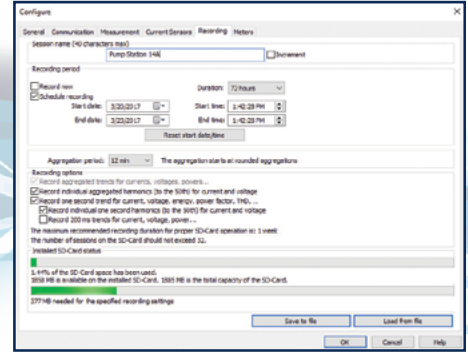 Configure
General Communication Measurement Current Sensors Recording Meters
Session name (40 characters max)
Pump Station 14A Increment
Recording period
Record now Duration: 72 hours
Schedule recording
Start date: 3/20/2017 Start time: 1:42:28 PM
End date: 3/23/2017 End time: 1:42:28 PM
Reset start date/time
Aggregation period: 12 min The aggregation starts at rounded aggregations
Recording options
Record aggregated trends for currents, voltages, powers...
Record individual aggregated harmonics (to the 50th) for current and voltage
Record one second trend for current, voltage, energy, power factor, THD, ...
Record individual one second harmonics (to the 50th) for current and voltage
Record 200 ms trends for current, voltage, power...
The maximum recommended recording duration for proper SD-Card operation is: 1 week
The number of sessions on the SD-Card should not exceed 32.
Installed SD-Card status
1.44% of the SD-Card space has been used.
1858 MB is available on the installed SD-Card. 1885 MB is the total capacity of the SD-Card.
377 MB needed for the specified recording settings
Save to file Load from file
OK Cancel Help